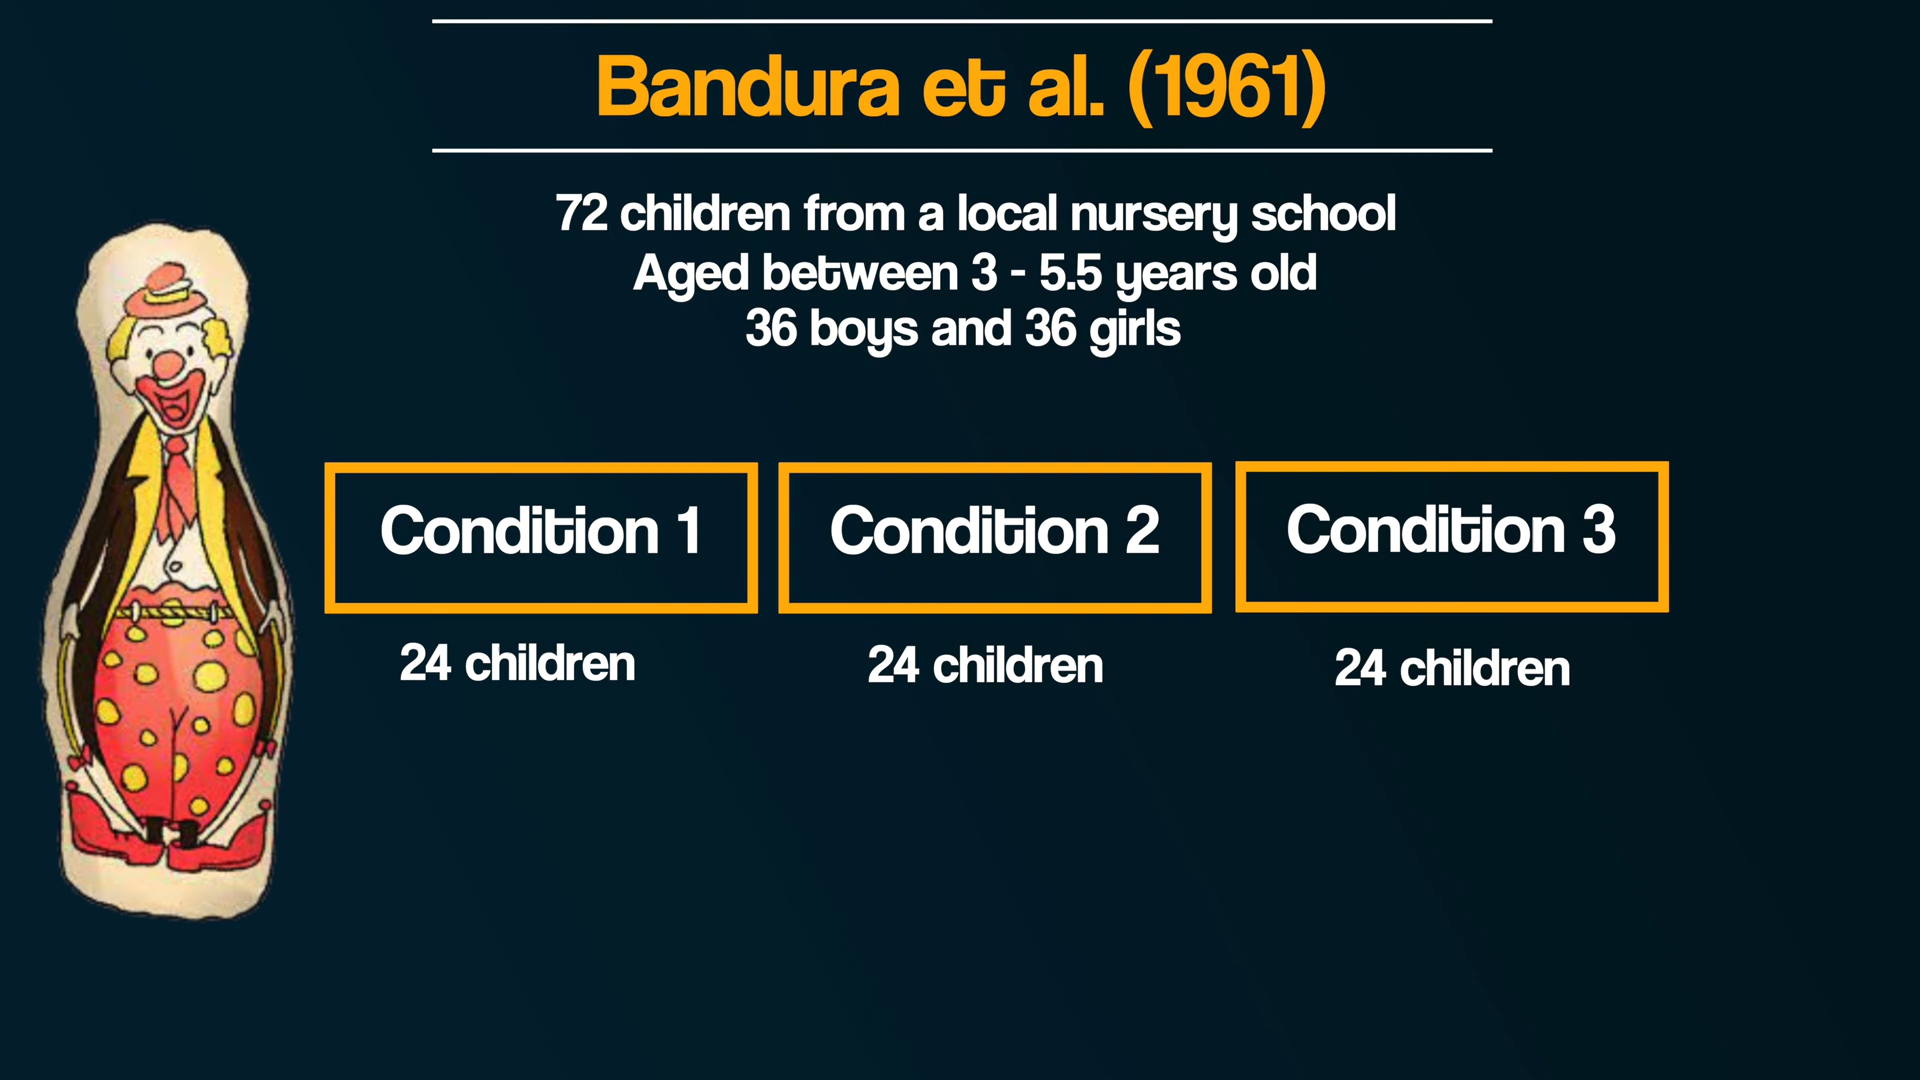 Bandura et al. (1961)
72 children from a local nursery school
Aged between 3 - 5.5 years old
36 boys and 36 girls
Condition 1
Condition 2
Condition 3
24 children
24 children
24 children